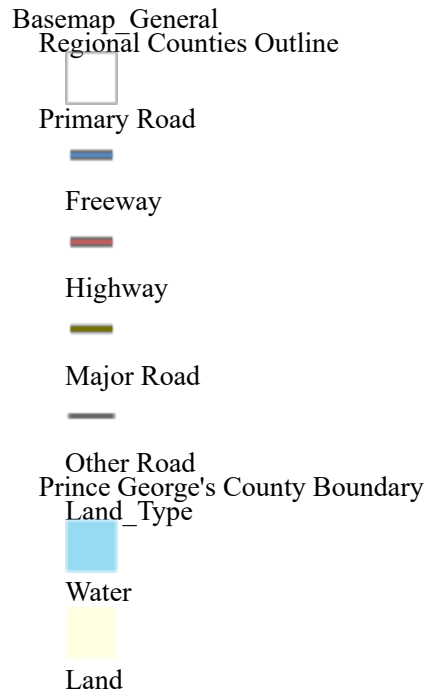 Basemap_General
Regional Counties Outline
Primary Road
Freeway
Highway
Major Road
Other Road
Prince George's County Boundary
Land_Type
Water
Land